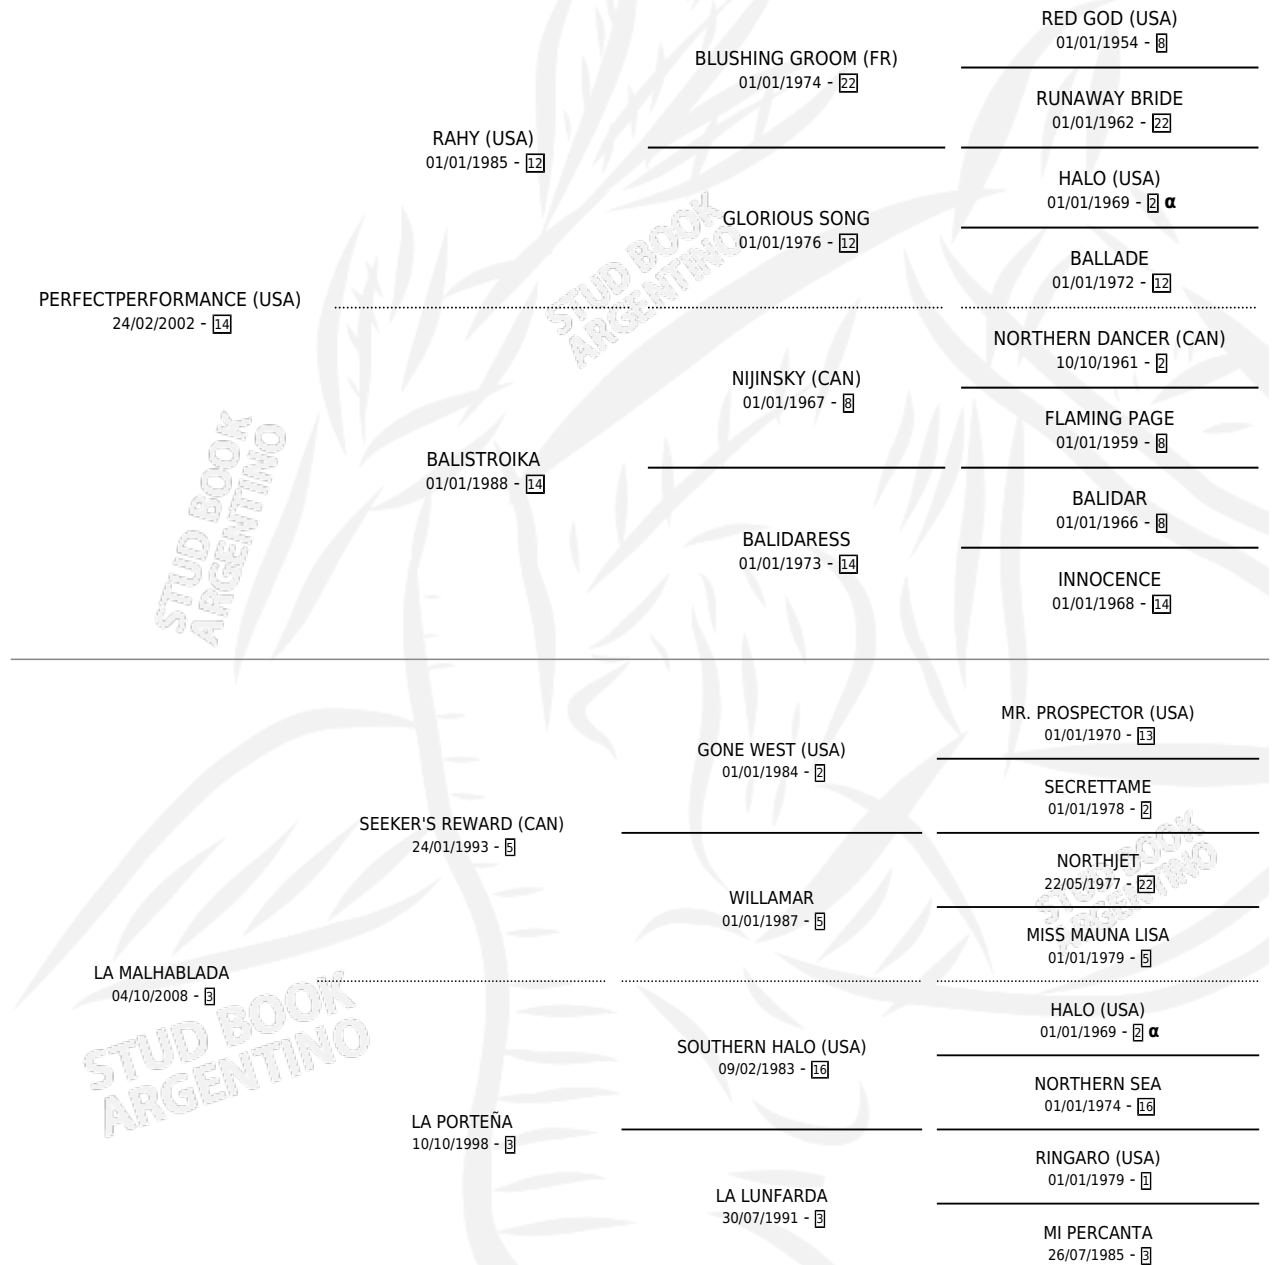 RED GOD (USA)
01/01/1954 - 8
BLUSHING GROOM (FR)
01/01/1974 - 22
RUNAWAY BRIDE
01/01/1962 - 22
RAHY (USA)
01/01/1985 - 12
HALO (USA)
01/01/1969 - 2 α
GLORIOUS SONG
01/01/1976 - 12
BALLADE
01/01/1972 - 12
PERFECTPERFORMANCE (USA)
24/02/2002 - 14
NORTHERN DANCER (CAN)
10/10/1961 - 2
NIJINSKY (CAN)
01/01/1967 - 8
FLAMING PAGE
01/01/1959 - 8
BALISTROIKA
01/01/1988 - 14
BALIDAR
01/01/1966 - 8
BALIDARESS
01/01/1973 - 14
INNOCENCE
01/01/1968 - 14
MR. PROSPECTOR (USA)
01/01/1970 - 13
GONE WEST (USA)
01/01/1984 - 2
SECRETTAME
01/01/1978 - 2
SEEKER'S REWARD (CAN)
24/01/1993 - 5
NORTHJET
22/05/1977 - 22
WILLAMAR
01/01/1987 - 5
MISS MAUNA LISA
01/01/1979 - 5
LA MALHABLADA
04/10/2008 - 3
HALO (USA)
01/01/1969 - 2 α
SOUTHERN HALO (USA)
09/02/1983 - 16
NORTHERN SEA
01/01/1974 - 16
LA PORTEÑA
10/10/1998 - 3
RINGARO (USA)
01/01/1979 - 1
LA LUNFARDA
30/07/1991 - 3
MI PERCANTA
26/07/1985 - 3
STUD BOOK
ARGENTINO
STUD BOOK
ARGENTINO
STUD BOOK
ARGENTINO
STUD BOOK
ARGENTINO